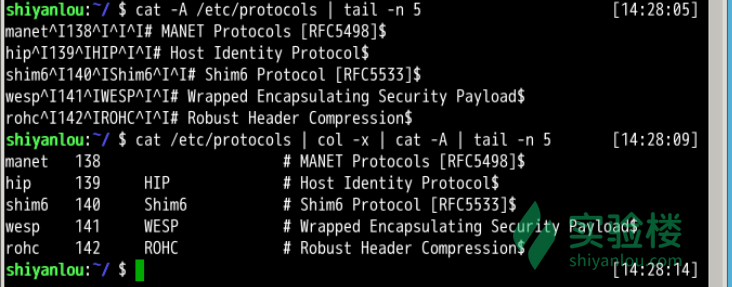 shiyanlou:~/ $ cat -A /etc/protocols | tail -n 5 [14:28:05]
manet^I138^I^I^I# MANET Protocols [RFC5498]$
hip^I139^IHIP^I^I# Host Identity Protocol$
shim6^I140^IShim6^I^I# Shim6 Protocol [RFC5533]$
wesp^I141^IWESP^I^I# Wrapped Encapsulating Security Payload$
rohc^I142^IROHC^I^I# Robust Header Compression$
shiyanlou:~/ $ cat /etc/protocols | col -x | cat -A | tail -n 5 [14:28:09]
manet 138 # MANET Protocols [RFC5498]$
hip 139 HIP # Host Identity Protocol$
shim6 140 Shim6 # Shim6 Protocol [RFC5533]$
wesp 141 WESP # Wrapped Encapsulating Security Payload$
rohc 142 ROHC # Robust Header Compression$
shiyanlou:~/ $ [14:28:14]
实验楼
shiyanlou.com